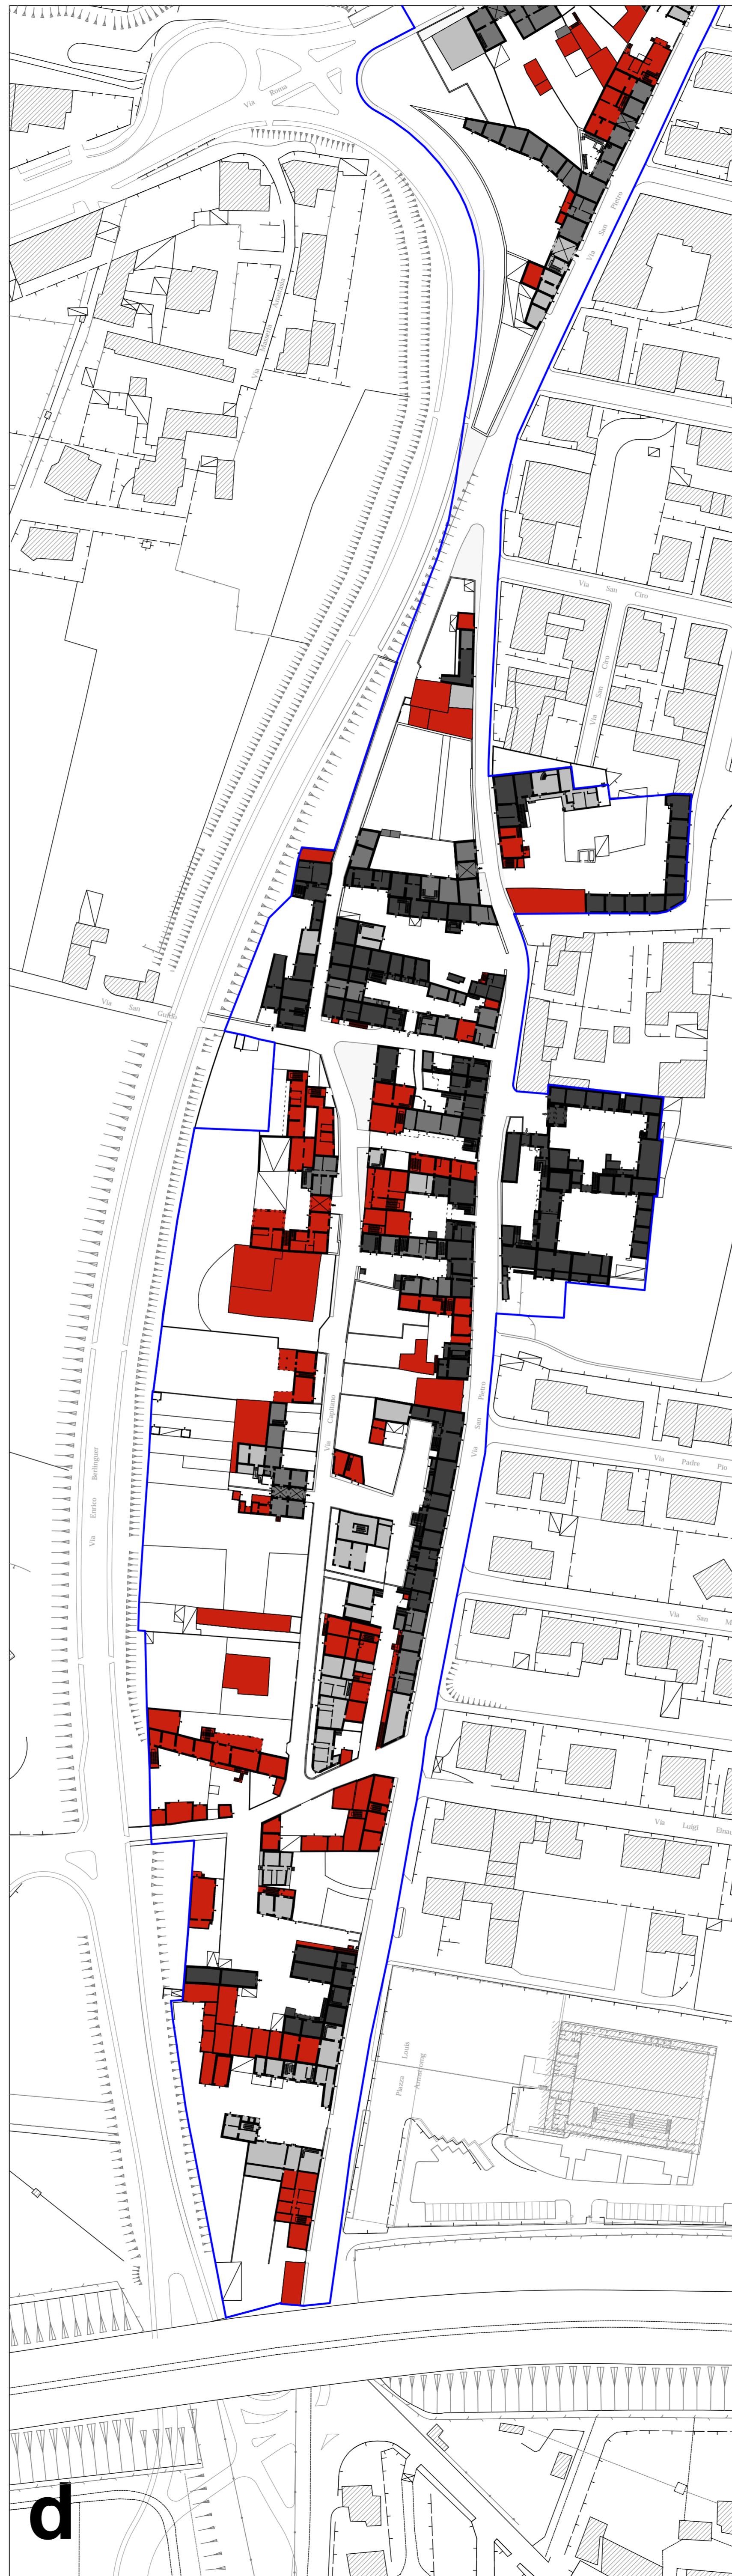 Via Roma
Via San Pietro
Via San Ciro
Via San Ciro
Via San
Via Capitano
Via San Pietro
Via Enrico Berlinguer
Via Padre Pio
Via San M
Via Luigi Einau
Piazza Louis
Armstrong
d